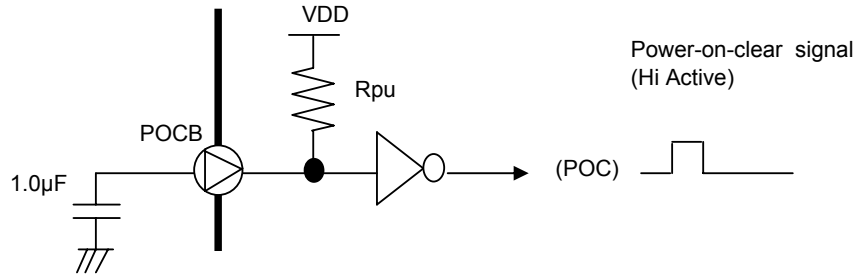 VDD
Power-on-clear signal
(Hi Active)
Rpu
POCB
(POC)
1.0µF